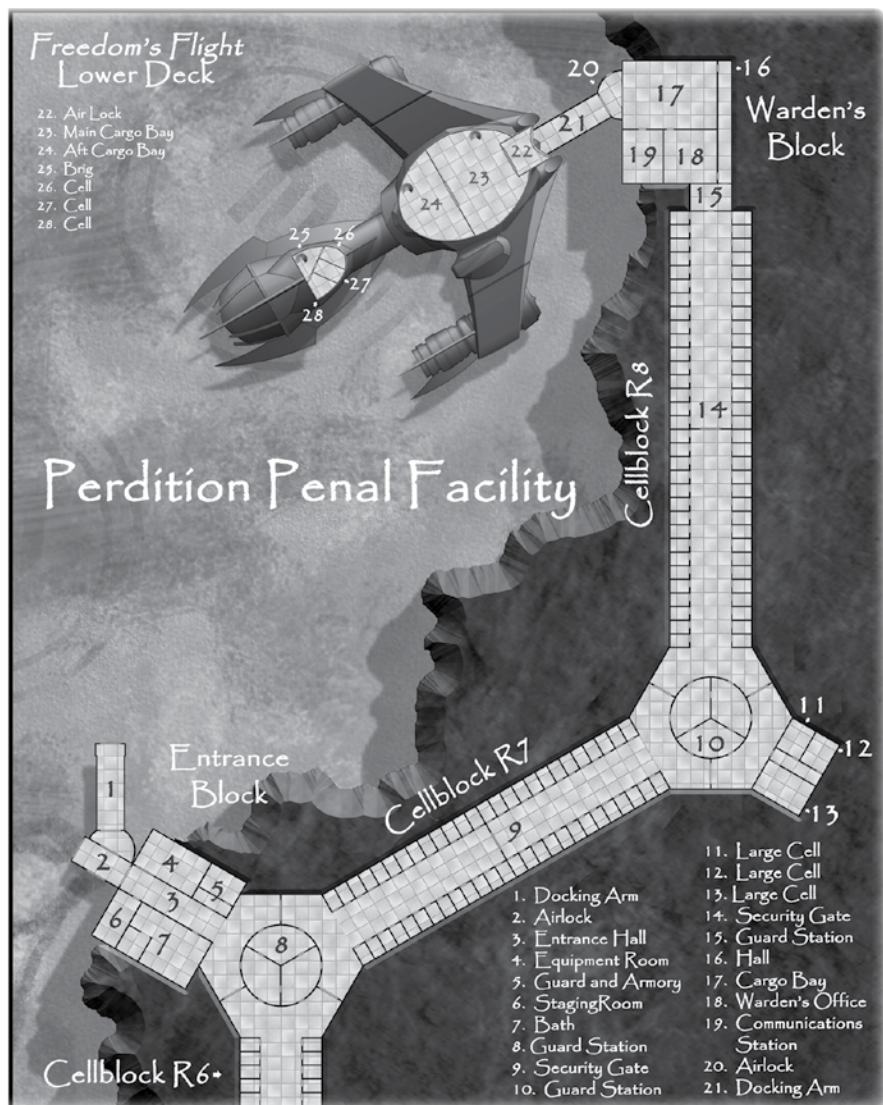 Freedom's Flight
Lower Deck
22. Air Lock
23. Main Cargo Bay
24. Aft Cargo Bay
25. Brig
26. Cell
27. Cell
28. Cell
20
16
17
21
Warden's
Block
22
23
19
18
24
15
25
26
27
28
Cellblock R8
14
Perdition Penal Facility
11
12
10
13
Entrance
Block
Cellblock R7
1
9
2
4
3
5
6
7
8
Cellblock R6
1. Docking Arm
2. Airlock
3. Entrance Hall
4. Equipment Room
5. Guard and Armory
6. StagingRoom
7. Bath
8. Guard Station
9. Security Gate
10. Guard Station
11. Large Cell
12. Large Cell
13. Large Cell
14. Security Gate
15. Guard Station
16. Hall
17. Cargo Bay
18. Warden's Office
19. Communications
Station
20. Airlock
21. Docking Arm